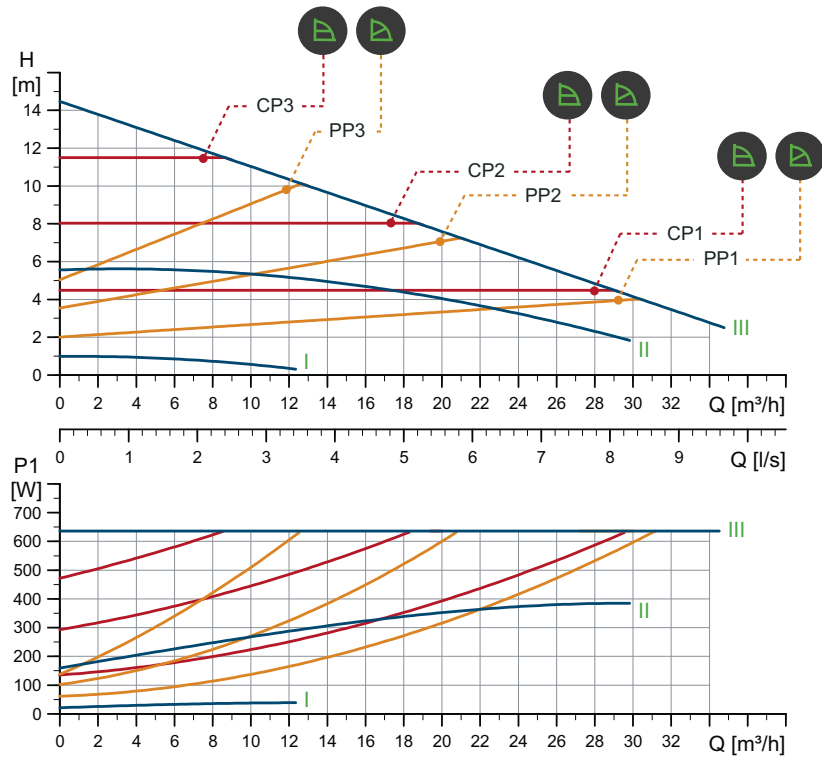 H
[m]
14
12
10
8
6
4
2
0
CP3
PP3
CP2
PP2
CP1
PP1
III
II
I
0 2 4 6 8 10 12 14 16 18 20 22 24 26 28 30 32 Q [m³/h]
0 1 2 3 4 5 6 7 8 9 Q [l/s]
P1
[W]
700
600
500
400
300
200
100
0
III
II
I
0 2 4 6 8 10 12 14 16 18 20 22 24 26 28 30 32 Q [m³/h]